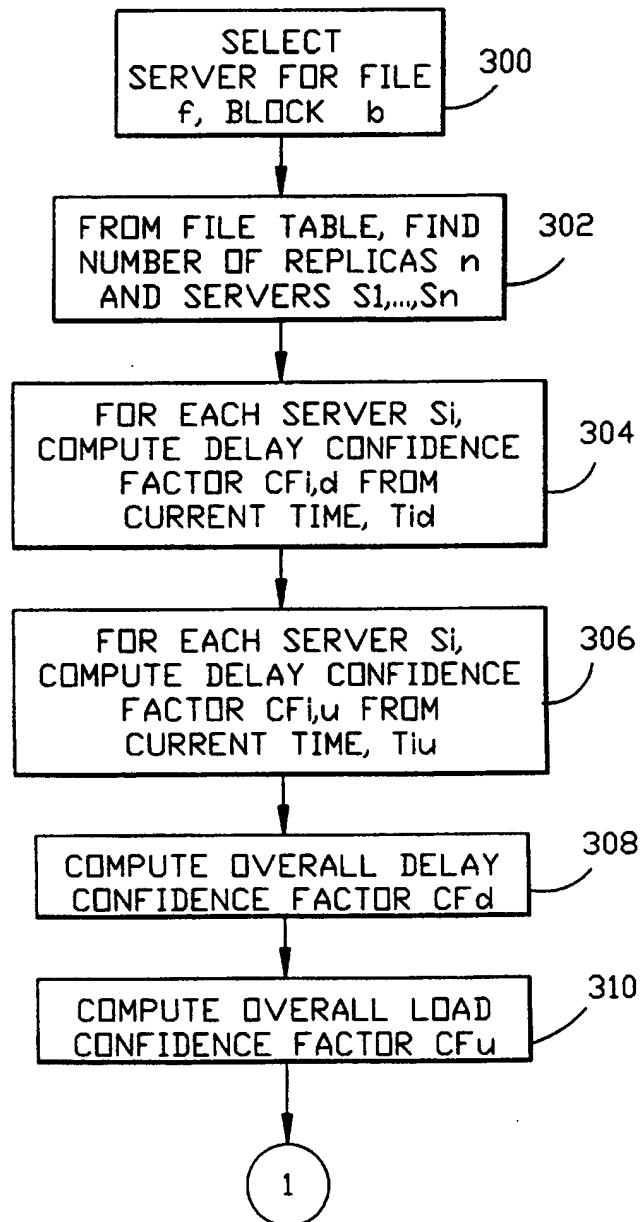 SELECT
SERVER FOR FILE
f, BLOCK b
300
FROM FILE TABLE, FIND
NUMBER OF REPLICAS n
AND SERVERS S1,...,Sn
302
FOR EACH SERVER Si,
COMPUTE DELAY CONFIDENCE
FACTOR CFi,d FROM
CURRENT TIME, Tid
304
FOR EACH SERVER Si,
COMPUTE DELAY CONFIDENCE
FACTOR CFi,u FROM
CURRENT TIME, Tiu
306
COMPUTE OVERALL DELAY
CONFIDENCE FACTOR CFd
308
COMPUTE OVERALL LOAD
CONFIDENCE FACTOR CFu
310
1